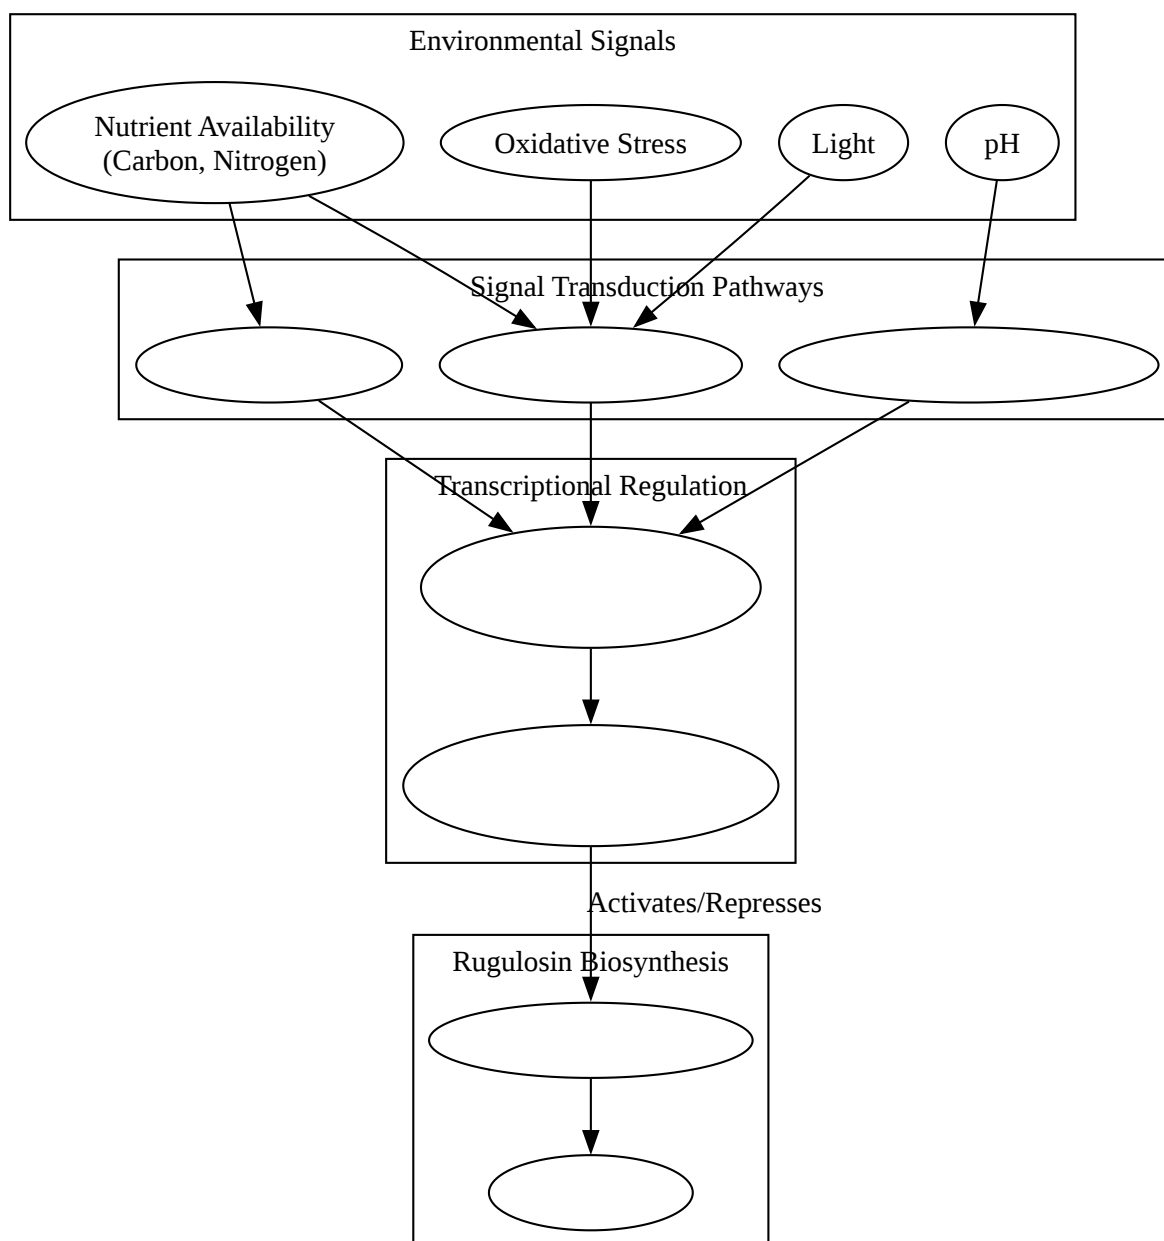 Environmental Signals
Nutrient Availability
(Carbon, Nitrogen)
Oxidative Stress
Light
pH
Signal Transduction Pathways
Transcriptional Regulation
Activates/Represses
Rugulosin Biosynthesis